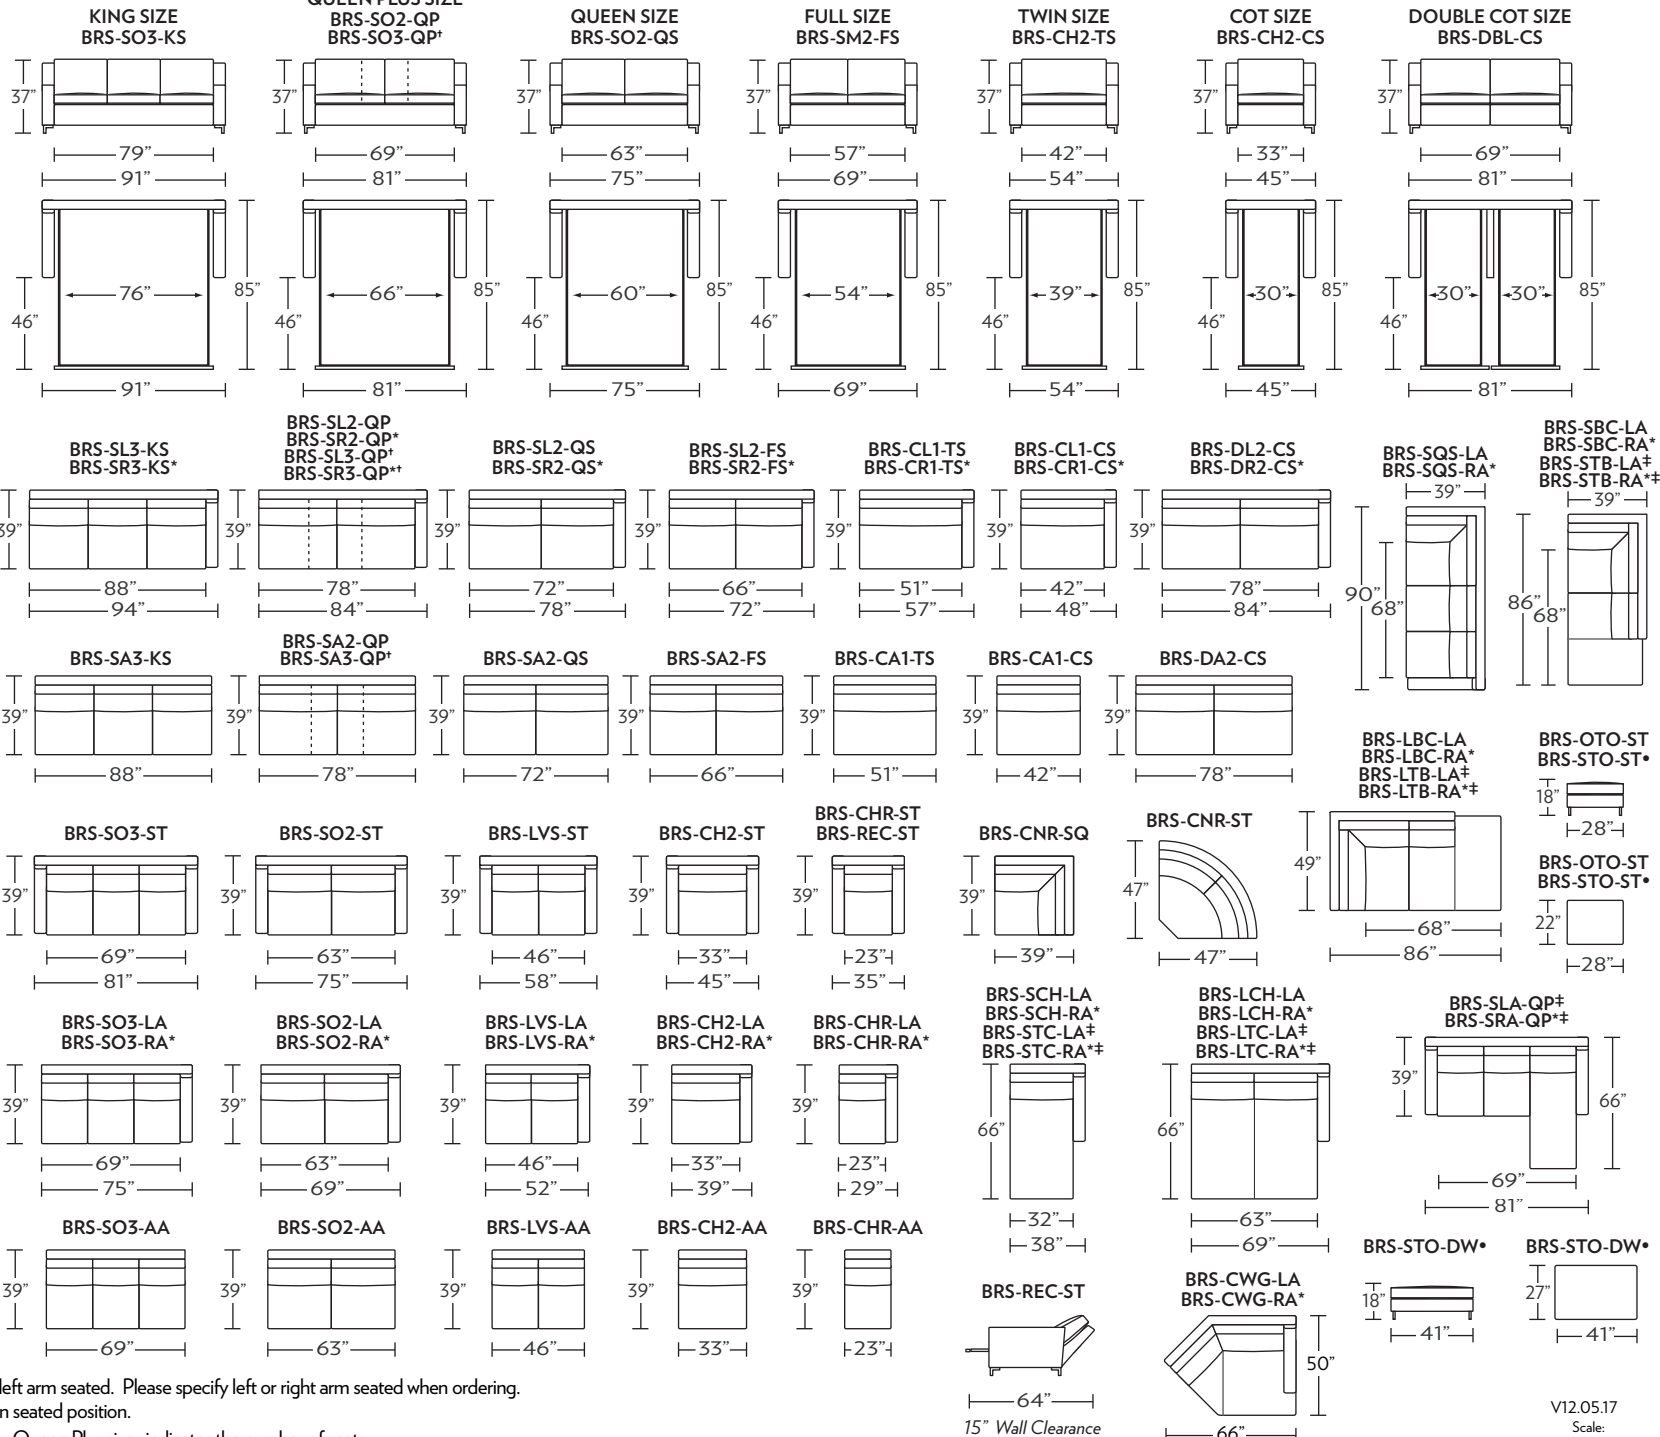 KING SIZE
BRS-SO3-KS
QUEEN PLUS SIZE
BRS-SO2-QP
BRS-SO3-QP†
QUEEN SIZE
BRS-SO2-QS
FULL SIZE
BRS-SM2-FS
TWIN SIZE
BRS-CH2-TS
COT SIZE
BRS-CH2-CS
DOUBLE COT SIZE
BRS-DBL-CS
37” 37” 37” 37” 37” 37” 37”
79” 69” 63” 57” 42” 33” 69”
91” 81” 75” 69” 54” 45” 81”
76” 85” 66” 85” 60” 85” 54” 85” 39” 85” 30” 85” 30” 30” 85”
46” 46” 46” 46” 46” 46” 46”
91” 81” 75” 69” 54” 45” 81”
BRS-SL3-KS
BRS-SR3-KS*
BRS-SL2-QP
BRS-SR2-QP*
BRS-SL3-QP†
BRS-SR3-QP*†
BRS-SL2-QS
BRS-SR2-QS*
BRS-SL2-FS
BRS-SR2-FS*
BRS-CL1-TS
BRS-CR1-TS*
BRS-CL1-CS
BRS-CR1-CS*
BRS-DL2-CS
BRS-DR2-CS*
BRS-SQS-LA
BRS-SQS-RA*
BRS-SBC-LA
BRS-SBC-RA*
BRS-STB-LA‡
BRS-STB-RA*‡
39” 39”
39” 39” 39” 39” 39” 39” 39”
88” 78” 72” 66” 51” 42” 78”
94” 84” 78” 72” 57” 48” 84”
90” 68” 86” 68”
BRS-SA3-KS
BRS-SA2-QP
BRS-SA3-QP†
BRS-SA2-QS
BRS-SA2-FS
BRS-CA1-TS
BRS-CA1-CS
BRS-DA2-CS
39” 39” 39” 39” 39” 39” 39”
88” 78” 72” 66” 51” 42” 78”
BRS-LBC-LA
BRS-LBC-RA*
BRS-LTB-LA‡
BRS-LTB-RA*‡
49”
68”
86”
BRS-OTO-ST
BRS-STO-ST•
18”
28”
BRS-OTO-ST
BRS-STO-ST•
22”
28”
BRS-SO3-ST
BRS-SO2-ST
BRS-LVS-ST
BRS-CH2-ST
BRS-CHR-ST
BRS-REC-ST
BRS-CNR-SQ
BRS-CNR-ST
39” 39” 39” 39” 39” 39” 47”
69” 63” 46” 33” 23” 39” 47”
81” 75” 58” 45” 35”
BRS-SO3-LA
BRS-SO3-RA*
BRS-SO2-LA
BRS-SO2-RA*
BRS-LVS-LA
BRS-LVS-RA*
BRS-CH2-LA
BRS-CH2-RA*
BRS-CHR-LA
BRS-CHR-RA*
39” 39” 39” 39” 39”
69” 63” 46” 33” 23”
75” 69” 52” 39” 29”
BRS-SCH-LA
BRS-SCH-RA*
BRS-STC-LA‡
BRS-STC-RA*‡
66”
32”
38”
BRS-LCH-LA
BRS-LCH-RA*
BRS-LTC-LA‡
BRS-LTC-RA*‡
66”
63”
69”
BRS-SLA-QP‡
BRS-SRA-QP*‡
39” 66”
69”
81”
BRS-SO3-AA
BRS-SO2-AA
BRS-LVS-AA
BRS-CH2-AA
BRS-CHR-AA
39” 39” 39” 39” 39”
69” 63” 46” 33” 23”
BRS-REC-ST
64”
15” Wall Clearance
BRS-CWG-LA
BRS-CWG-RA*
50”
66”
BRS-STO-DW•
18”
41”
BRS-STO-DW•
27”
41”
left arm seated. Please specify left or right arm seated when ordering.
n seated position.
V12.05.17
Scale: